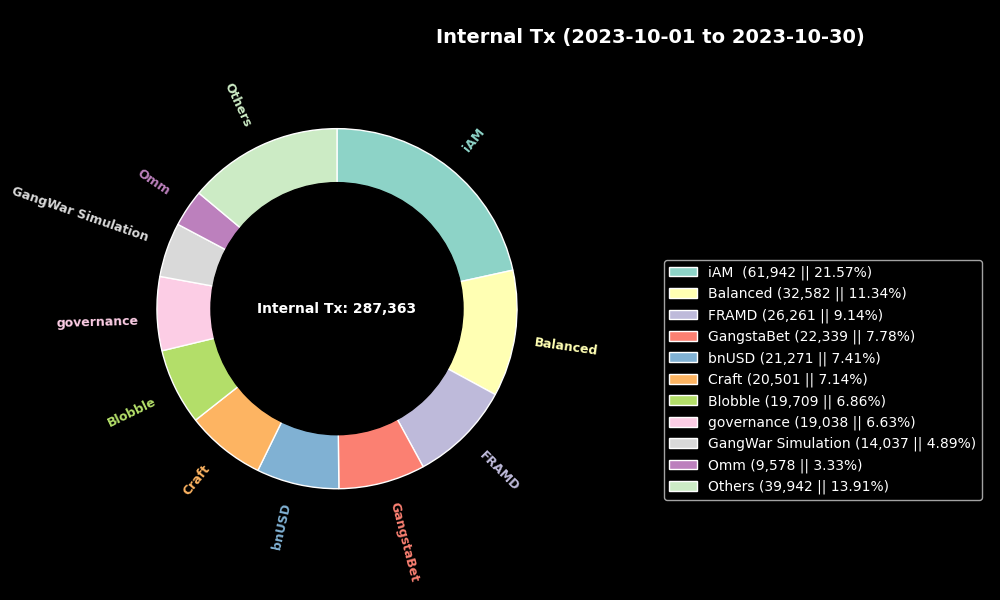 Internal Tx (2023-10-01 to 2023-10-30)
Others
iAM
Omm
GangWar Simulation
governance
Internal Tx: 287,363
Balanced
Blobble
Craft
bnUSD
GangstaBet
FRAMD
iAM  (61,942 || 21.57%)
Balanced (32,582 || 11.34%)
FRAMD (26,261 || 9.14%)
GangstaBet (22,339 || 7.78%)
bnUSD (21,271 || 7.41%)
Craft (20,501 || 7.14%)
Blobble (19,709 || 6.86%)
governance (19,038 || 6.63%)
GangWar Simulation (14,037 || 4.89%)
Omm (9,578 || 3.33%)
Others (39,942 || 13.91%)